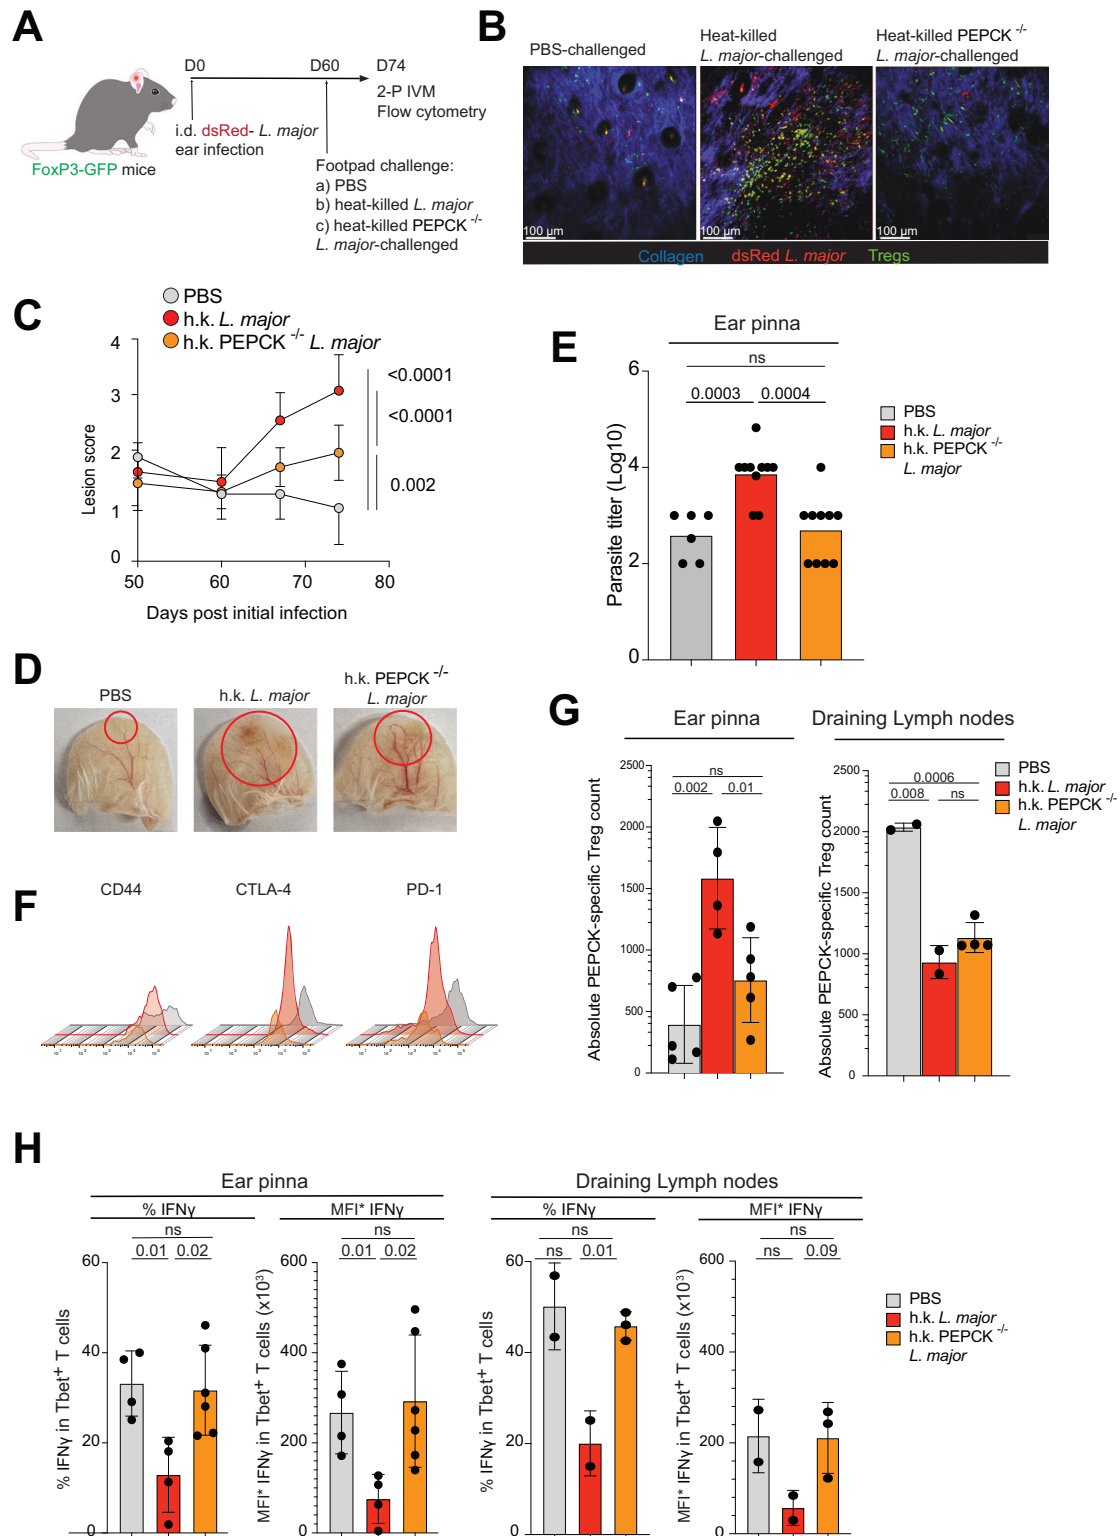 A
D0
D60
D74
2-P IVM
Flow cytometry
i.d. dsRed- L. major
ear infection
FoxP3-GFP mice
Footpad challenge:
a) PBS
b) heat-killed L. major
c) heat-killed PEPCK -/-
L. major-challenged
B
PBS-challenged
Heat-killed
L. major-challenged
Heat-killed PEPCK -/-
L. major-challenged
100 µm
100 µm
100 µm
Collagen dsRed L. major Tregs
C
PBS
h.k. L. major
h.k. PEPCK -/- L. major
Lesion score
4
3
2
1
0
50 60 70 80
Days post initial infection
<0.0001
<0.0001
0.002
D
PBS
h.k. L. major
h.k. PEPCK -/-
L. major
E
Ear pinna
ns
0.0003 0.0004
Parasite titer (Log10)
6
4
2
0
PBS
h.k. L. major
h.k. PEPCK -/-
L. major
F
CD44
CTLA-4
PD-1
G
Ear pinna
ns
0.002 0.01
Absolute PEPCK-specific Treg count
2500
2000
1500
1000
500
0
Draining Lymph nodes
0.0006
0.008 ns
Absolute PEPCK-specific Treg count
2500
2000
1500
1000
500
0
PBS
h.k. L. major
h.k. PEPCK -/-
L. major
H
Ear pinna
% IFNγ
ns
0.01 0.02
% IFNγ in Tbet+ T cells
60
40
20
0
MFI* IFNγ
ns
0.01 0.02
MFI* IFNγ in Tbet+ T cells (x10³)
600
400
200
0
Draining Lymph nodes
% IFNγ
ns
ns 0.01
% IFNγ in Tbet+ T cells
60
40
20
0
MFI* IFNγ
ns
ns 0.09
MFI* IFNγ in Tbet+ T cells (x10³)
600
400
200
0
PBS
h.k. L. major
h.k. PEPCK -/-
L. major